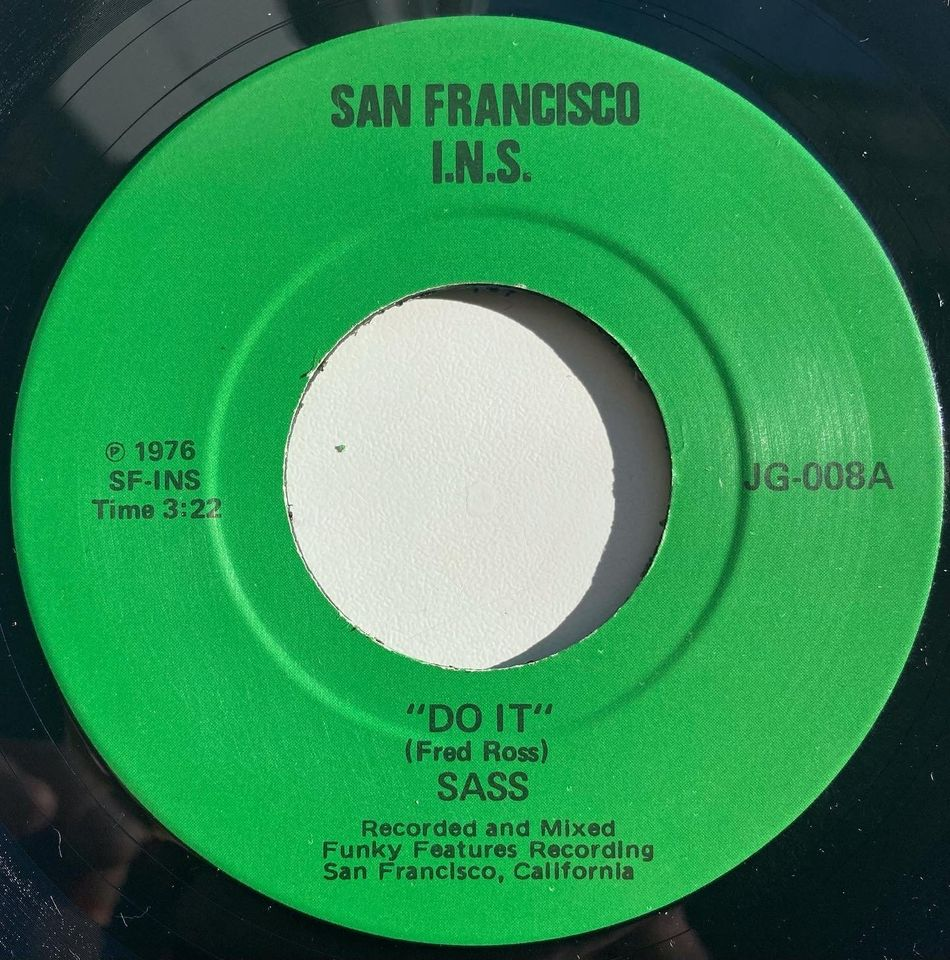 SAN FRANCISCO
I.N.S.
℗ 1976
SF-INS
Time 3:22
JG-008A
"DO IT"
(Fred Ross)
SASS
Recorded and Mixed
Funky Features Recording
San Francisco, California